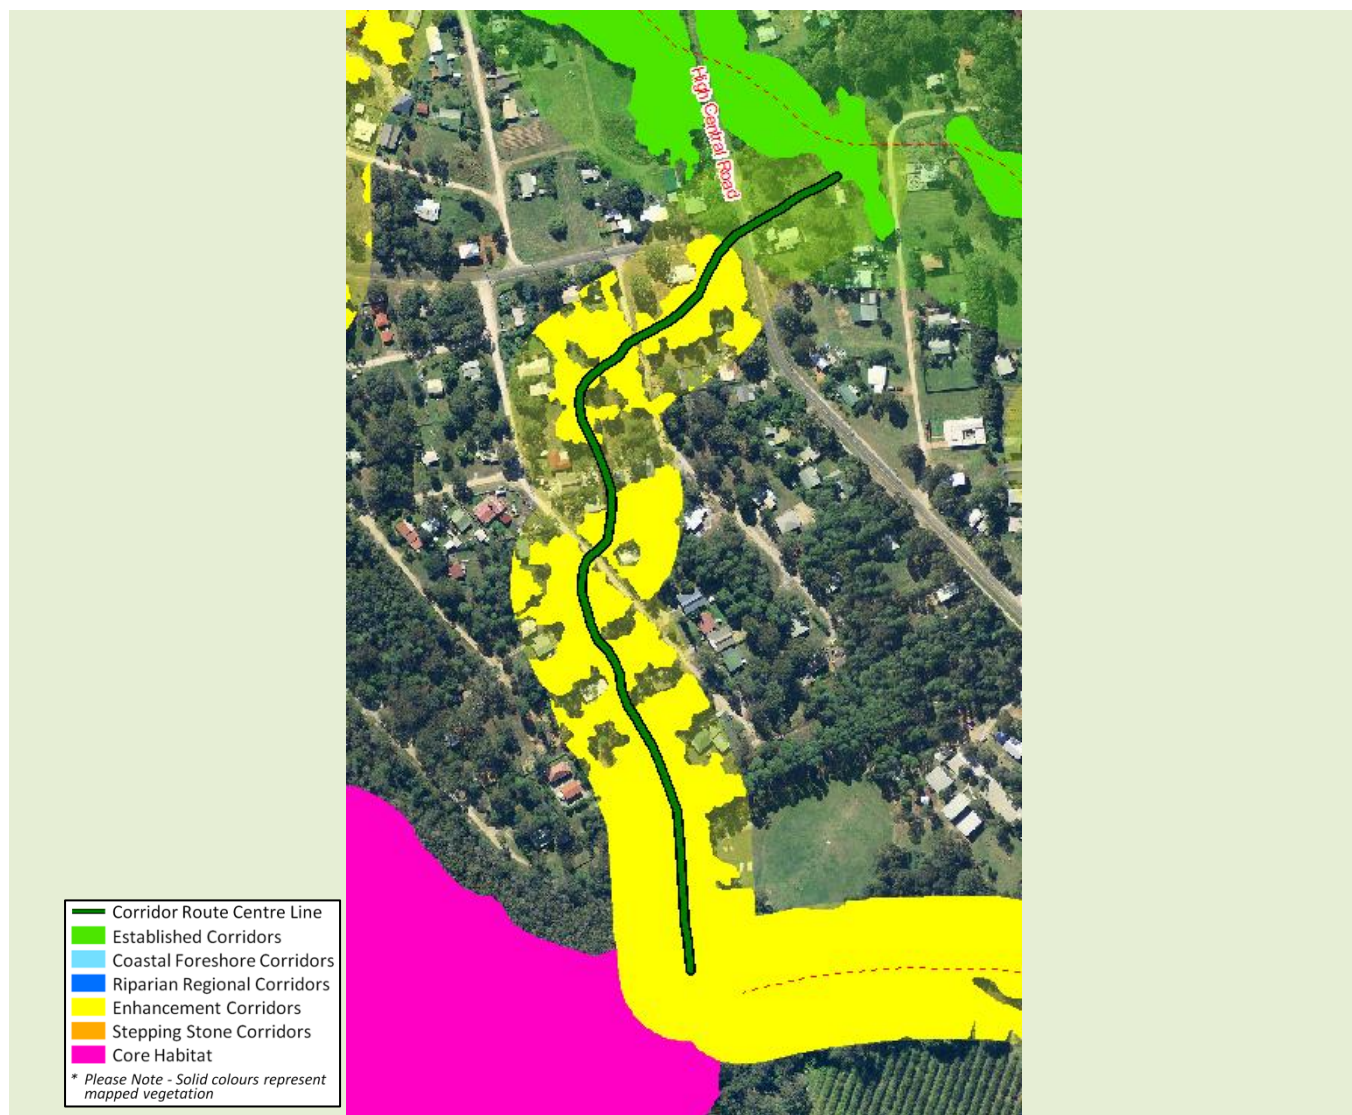 High Central Road
Corridor Route Centre Line
Established Corridors
Coastal Foreshore Corridors
Riparian Regional Corridors
Enhancement Corridors
Stepping Stone Corridors
Core Habitat
* Please Note - Solid colours represent
mapped vegetation